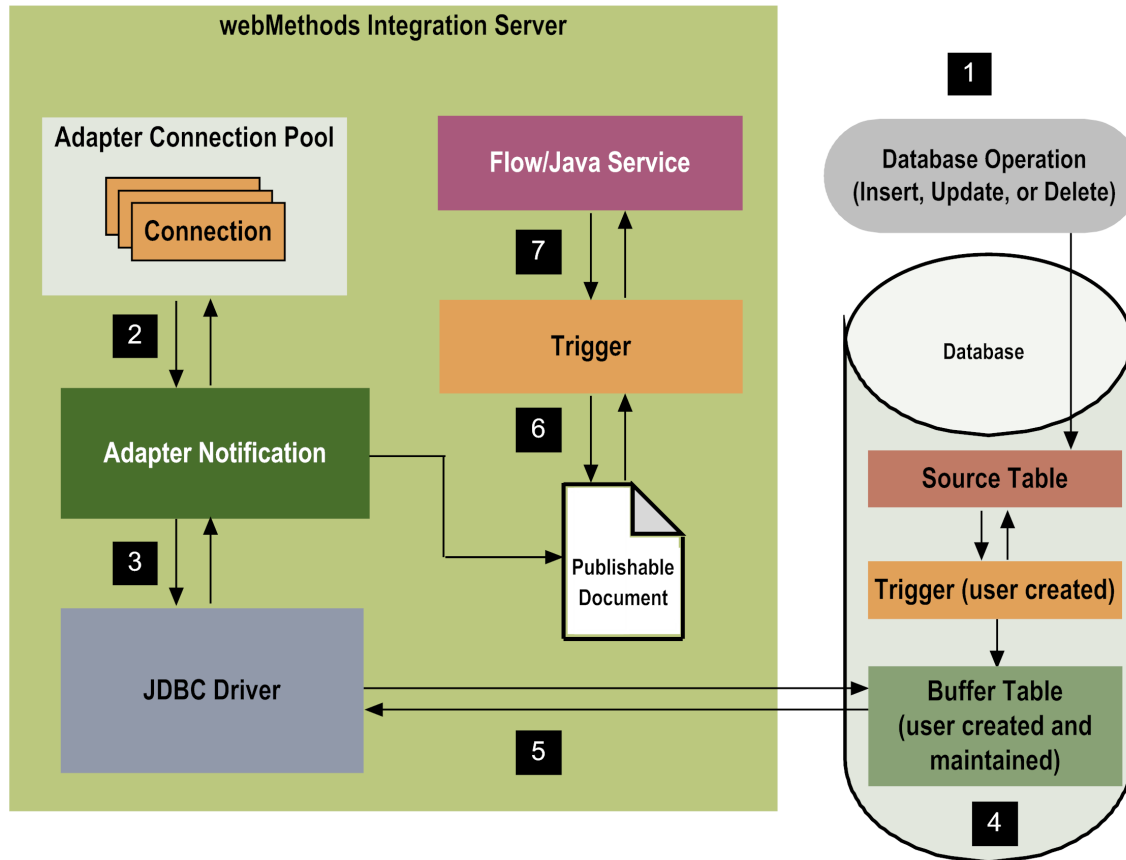 webMethods Integration Server
1
Adapter Connection Pool
Connection
Flow/Java Service
Database Operation
(Insert, Update, or Delete)
2
7
Trigger
Database
Adapter Notification
6
Source Table
3
Publishable
Document
Trigger (user created)
JDBC Driver
Buffer Table
(user created and
maintained)
5
4